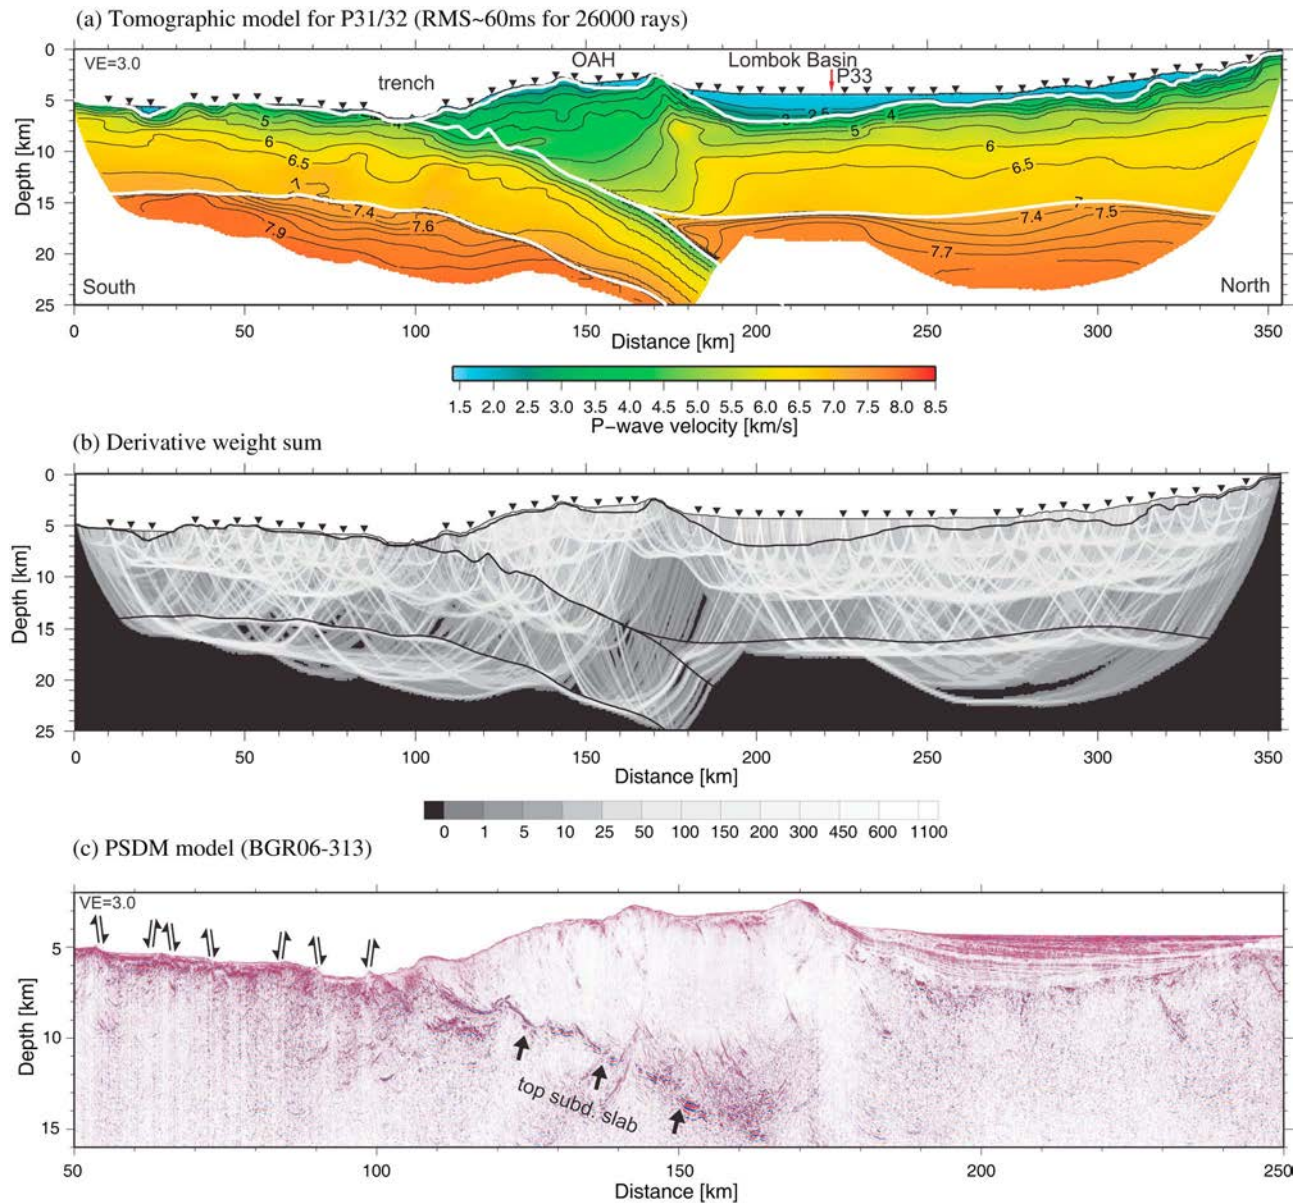 (a) Tomographic model for P31/32 (RMS~60ms for 26000 rays)
VE=3.0
trench
OAH
Lombok Basin
P33
0
5
10
15
20
25
Depth [km]
4
5
6
6.5
7
7.4
7.6
7.9
3
2.5
4
5
6
6.5
7
7.4
7.5
7.7
South
North
0 50 100 150 200 250 300 350
Distance [km]
1.5 2.0 2.5 3.0 3.5 4.0 4.5 5.0 5.5 6.0 6.5 7.0 7.5 8.0 8.5
P-wave velocity [km/s]
(b) Derivative weight sum
0
5
10
15
20
25
Depth [km]
0 50 100 150 200 250 300 350
Distance [km]
0 1 5 10 25 50 100 150 200 300 450 600 1100
(c) PSDM model (BGR06-313)
VE=3.0
5
10
15
Depth [km]
top subd. slab
50 100 150 200 250
Distance [km]